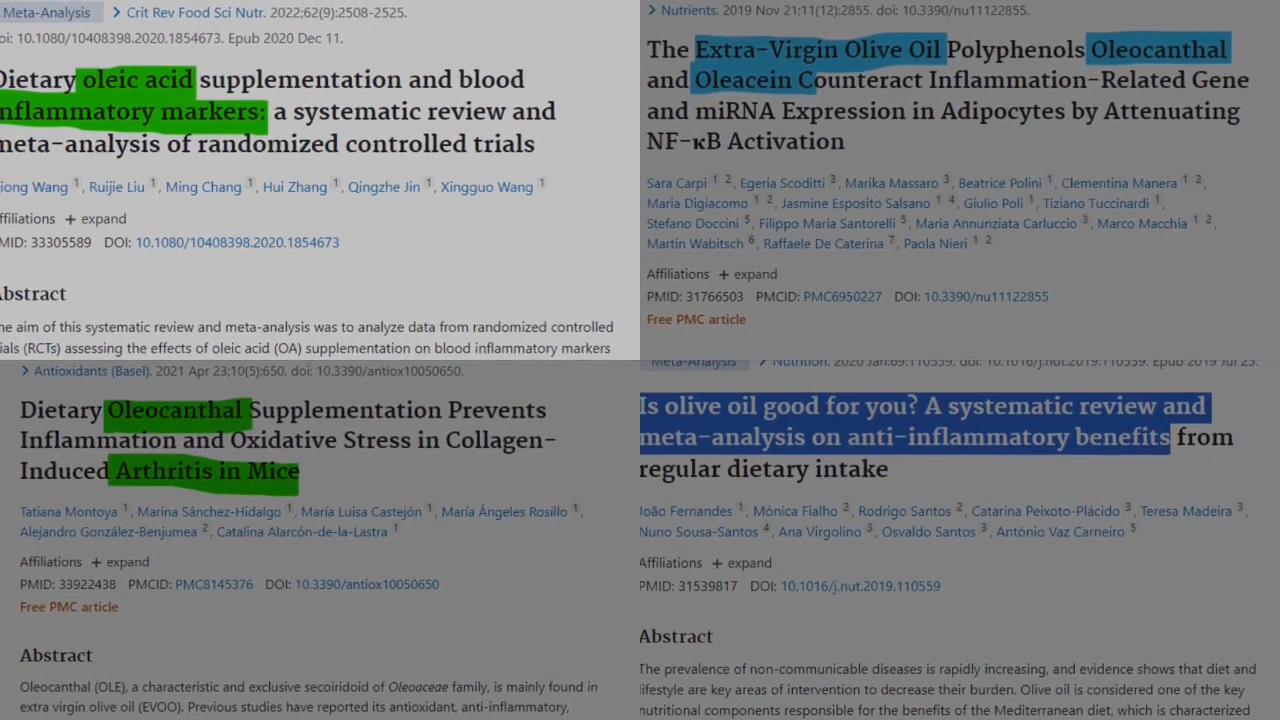 Meta-Analysis > Crit Rev Food Sci Nutr. 2022;62(9):2508-2525.
oi: 10.1080/10408398.2020.1854673. Epub 2020 Dec 11.
Dietary oleic acid supplementation and blood
nflammatory markers: a systematic review and
meta-analysis of randomized controlled trials
iong Wang 1, Ruijie Liu 1, Ming Chang 1, Hui Zhang 1, Qingzhe Jin 1, Xingguo Wang 1
ffiliations + expand
MID: 33305589 DOI: 10.1080/10408398.2020.1854673
Abstract
he aim of this systematic review and meta-analysis was to analyze data from randomized controlled
ials (RCTs) assessing the effects of oleic acid (OA) supplementation on blood inflammatory markers
> Nutrients. 2019 Nov 21;11(12):2855. doi: 10.3390/nu11122855.
The Extra-Virgin Olive Oil Polyphenols Oleocanthal
and Oleacein Counteract Inflammation-Related Gene
and miRNA Expression in Adipocytes by Attenuating
NF-κB Activation
Sara Carpi 1 2, Egeria Scoditti 3, Marika Massaro 3, Beatrice Polini 1, Clementina Manera 1 2,
Maria Digiacomo 1 2, Jasmine Esposito Salsano 1 4, Giulio Poli 1, Tiziano Tuccinardi 1,
Stefano Doccini 5, Filippo Maria Santorelli 5, Maria Annunziata Carluccio 3, Marco Macchia 1 2,
Martin Wabitsch 6, Raffaele De Caterina 7, Paola Nieri 1 2
Affiliations + expand
PMID: 31766503 PMCID: PMC6950227 DOI: 10.3390/nu11122855
Free PMC article
> Antioxidants (Basel). 2021 Apr 23;10(5):650. doi: 10.3390/antiox10050650.
Dietary Oleocanthal Supplementation Prevents
Inflammation and Oxidative Stress in Collagen-
Induced Arthritis in Mice
Tatiana Montoya 1, Marina Sánchez-Hidalgo 1, María Luisa Castejón 1, María Ángeles Rosillo 1,
Alejandro González-Benjumea 2, Catalina Alarcón-de-la-Lastra 1
Affiliations + expand
PMID: 33922438 PMCID: PMC8145376 DOI: 10.3390/antiox10050650
Free PMC article
Abstract
Oleocanthal (OLE), a characteristic and exclusive secoiridoid of Oleaceae family, is mainly found in
extra virgin olive oil (EVOO). Previous studies have reported its antioxidant, anti-inflammatory,
Meta-Analysis > Nutrition. 2020 Jan:69:110559. doi: 10.1016/j.nut.2019.110559. Epub 2019 Jul 25.
Is olive oil good for you? A systematic review and
meta-analysis on anti-inflammatory benefits from
regular dietary intake
João Fernandes 1, Mónica Fialho 2, Rodrigo Santos 2, Catarina Peixoto-Plácido 3, Teresa Madeira 3,
Nuno Sousa-Santos 4, Ana Virgolino 3, Osvaldo Santos 3, António Vaz Carneiro 5
Affiliations + expand
PMID: 31539817 DOI: 10.1016/j.nut.2019.110559
Abstract
The prevalence of non-communicable diseases is rapidly increasing, and evidence shows that diet and
lifestyle are key areas of intervention to decrease their burden. Olive oil is considered one of the key
nutritional components responsible for the benefits of the Mediterranean diet, which is characterized